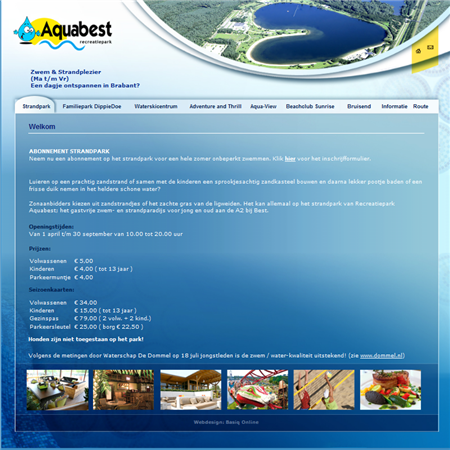 Aquabest
recreatiepark
Zwem & Strandplezier
(Ma t/m Vr)
Een dagje ontspannen in Brabant?
Strandpark Familiepark DippieDoe Waterskicentrum Adventure and Thrill Aqua-View Beachclub Sunrise Bruisend Informatie Route
Welkom
ABONNEMENT STRANDPARK
Neem nu een abonnement op het strandpark voor een hele zomer onbeperkt zwemmen. Klik hier voor het inschrijfformulier.
Luieren op een prachtig zandstrand of samen met de kinderen een sprookjesachtig zandkasteel bouwen en daarna lekker pootje baden of een
frisse duik nemen in het heldere schone water?
Zonaanbidders kiezen uit zandstrandjes of het zachte gras van de ligweiden. Het kan allemaal op het strandpark van Recreatiepark
Aquabest; het gastvrije zwem- en strandparadijs voor jong en oud aan de A2 bij Best.
Openingstijden:
Van 1 april t/m 30 september van 10.00 tot 20.00 uur
Prijzen:
Volwassenen € 5.00
Kinderen € 4.00 ( tot 13 jaar )
Parkeermuntje € 4.00
Seizoenkaarten:
Volwassenen € 34,00
Kinderen € 15.00 ( tot 13 jaar )
Gezinspas € 79.00 ( 2 volw. + 2 kind.)
Parkeersleutel € 25.00 ( borg € 22,50 )
Honden zijn niet toegestaan op het park!
Volgens de metingen door Waterschap De Dommel op 18 juli jongstleden is de zwem / water-kwaliteit uitstekend! (zie www.dommel.nl)
Webdesign: Baziq Online